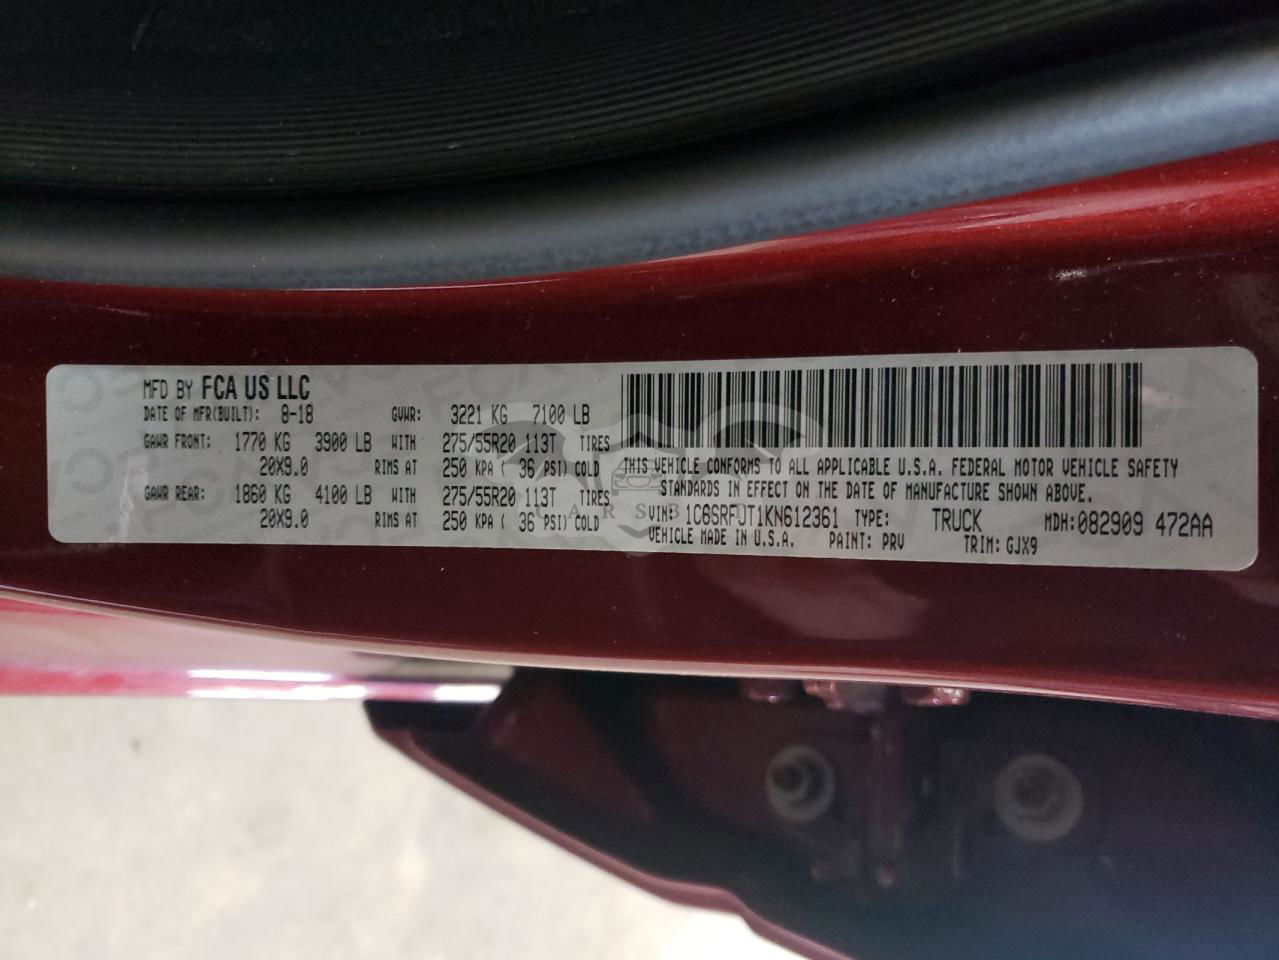 MFD BY FCA US LLC
DATE OF MFR(BUILT): 8-18 GVWR: 3221 KG 7100 LB
GAWR FRONT: 1770 KG 3900 LB WITH 275/55R20 113T TIRES
20X9.0 RIMS AT 250 KPA ( 36 PSI) COLD
GAWR REAR: 1860 KG 4100 LB WITH 275/55R20 113T TIRES
20X9.0 RIMS AT 250 KPA ( 36 PSI) COLD
THIS VEHICLE CONFORMS TO ALL APPLICABLE U.S.A. FEDERAL MOTOR VEHICLE SAFETY
STANDARDS IN EFFECT ON THE DATE OF MANUFACTURE SHOWN ABOVE.
VIN: 1C6SRFJT1KN612361 TYPE: TRUCK MDH: 082909 472AA
VEHICLE MADE IN U.S.A. PAINT: PRV TRIM: GJX9